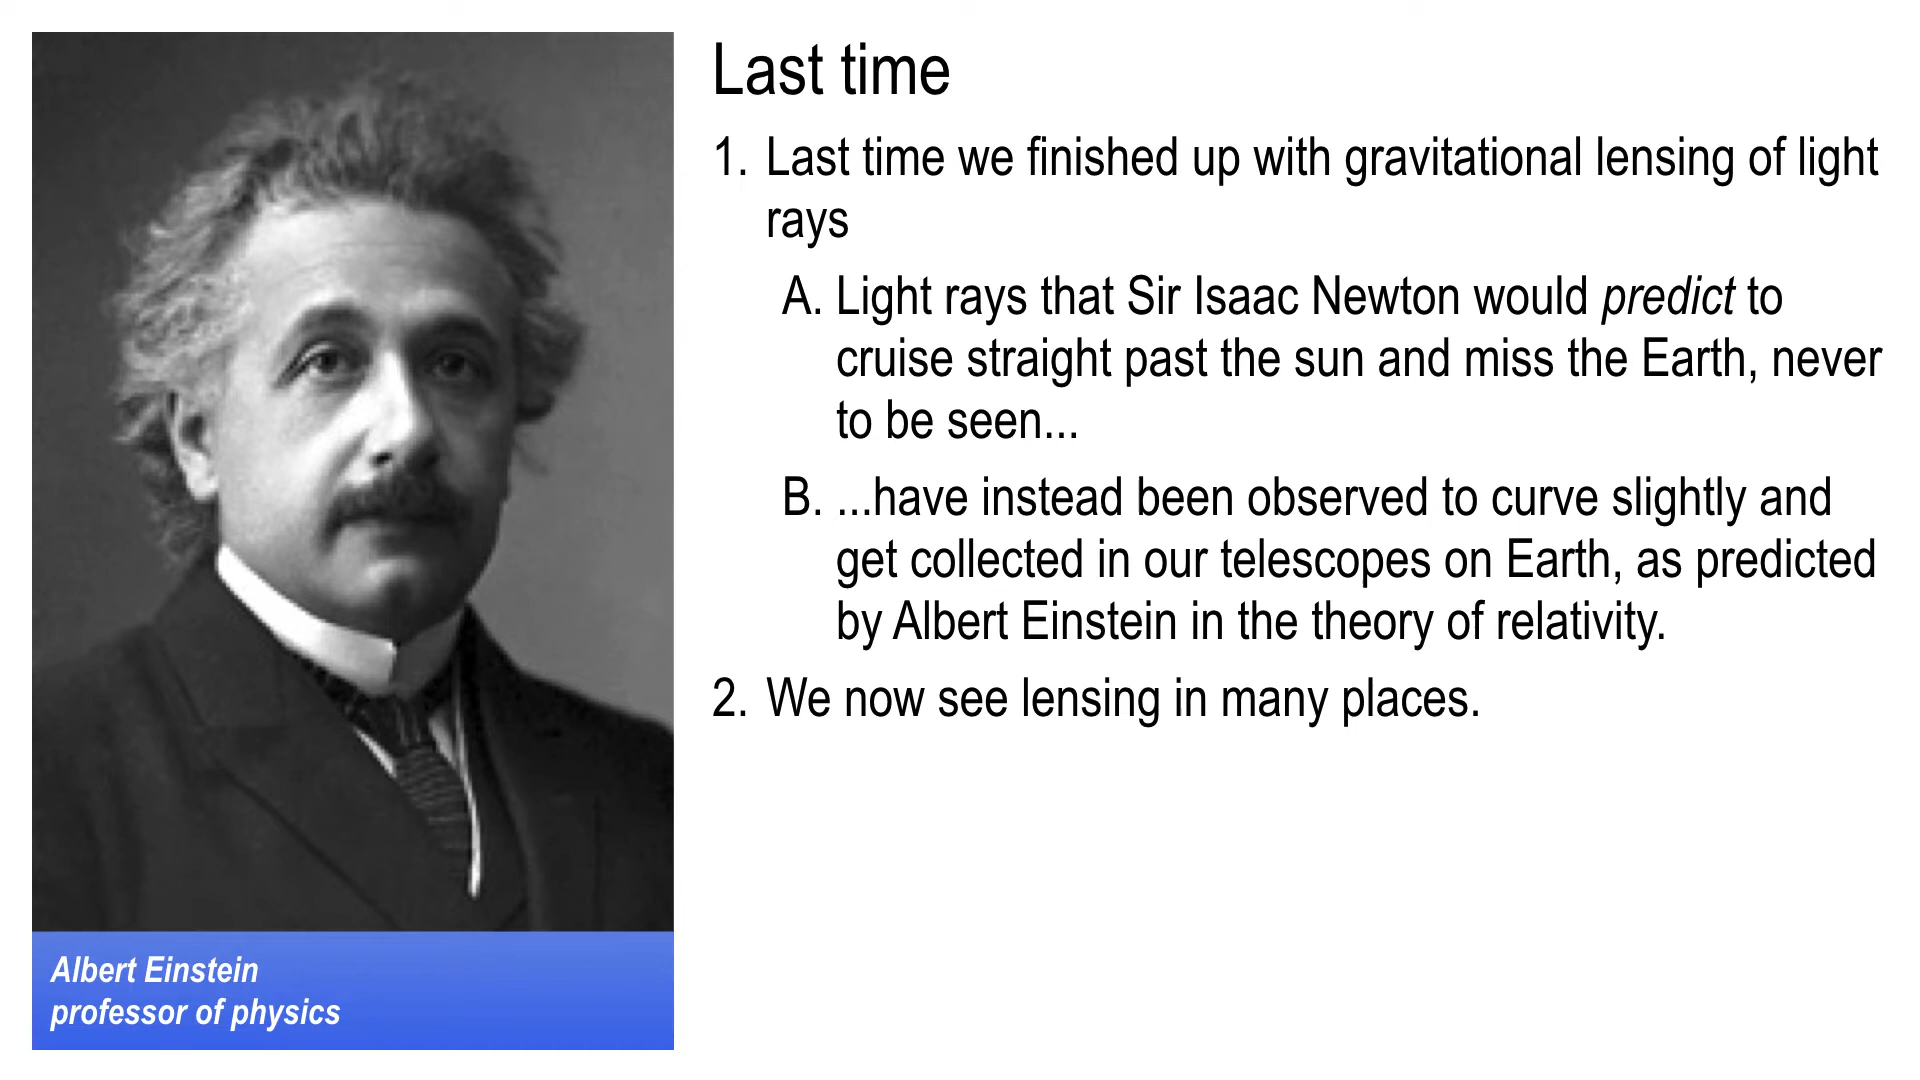 Last time
1. Last time we finished up with gravitational lensing of light
rays
A. Light rays that Sir Isaac Newton would predict to
cruise straight past the sun and miss the Earth, never
to be seen...
B. ...have instead been observed to curve slightly and
get collected in our telescopes on Earth, as predicted
by Albert Einstein in the theory of relativity.
2. We now see lensing in many places.
Albert Einstein
professor of physics